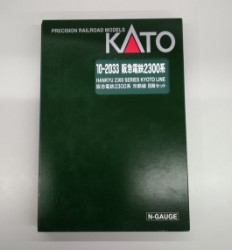 PRECISION RAILROAD MODELS
KATO
10-2033 阪急電鉄2300系
HANKYU 2300 SERIES KYOTO LINE
阪急電鉄2300系 京都線 8両セット
N-GAUGE